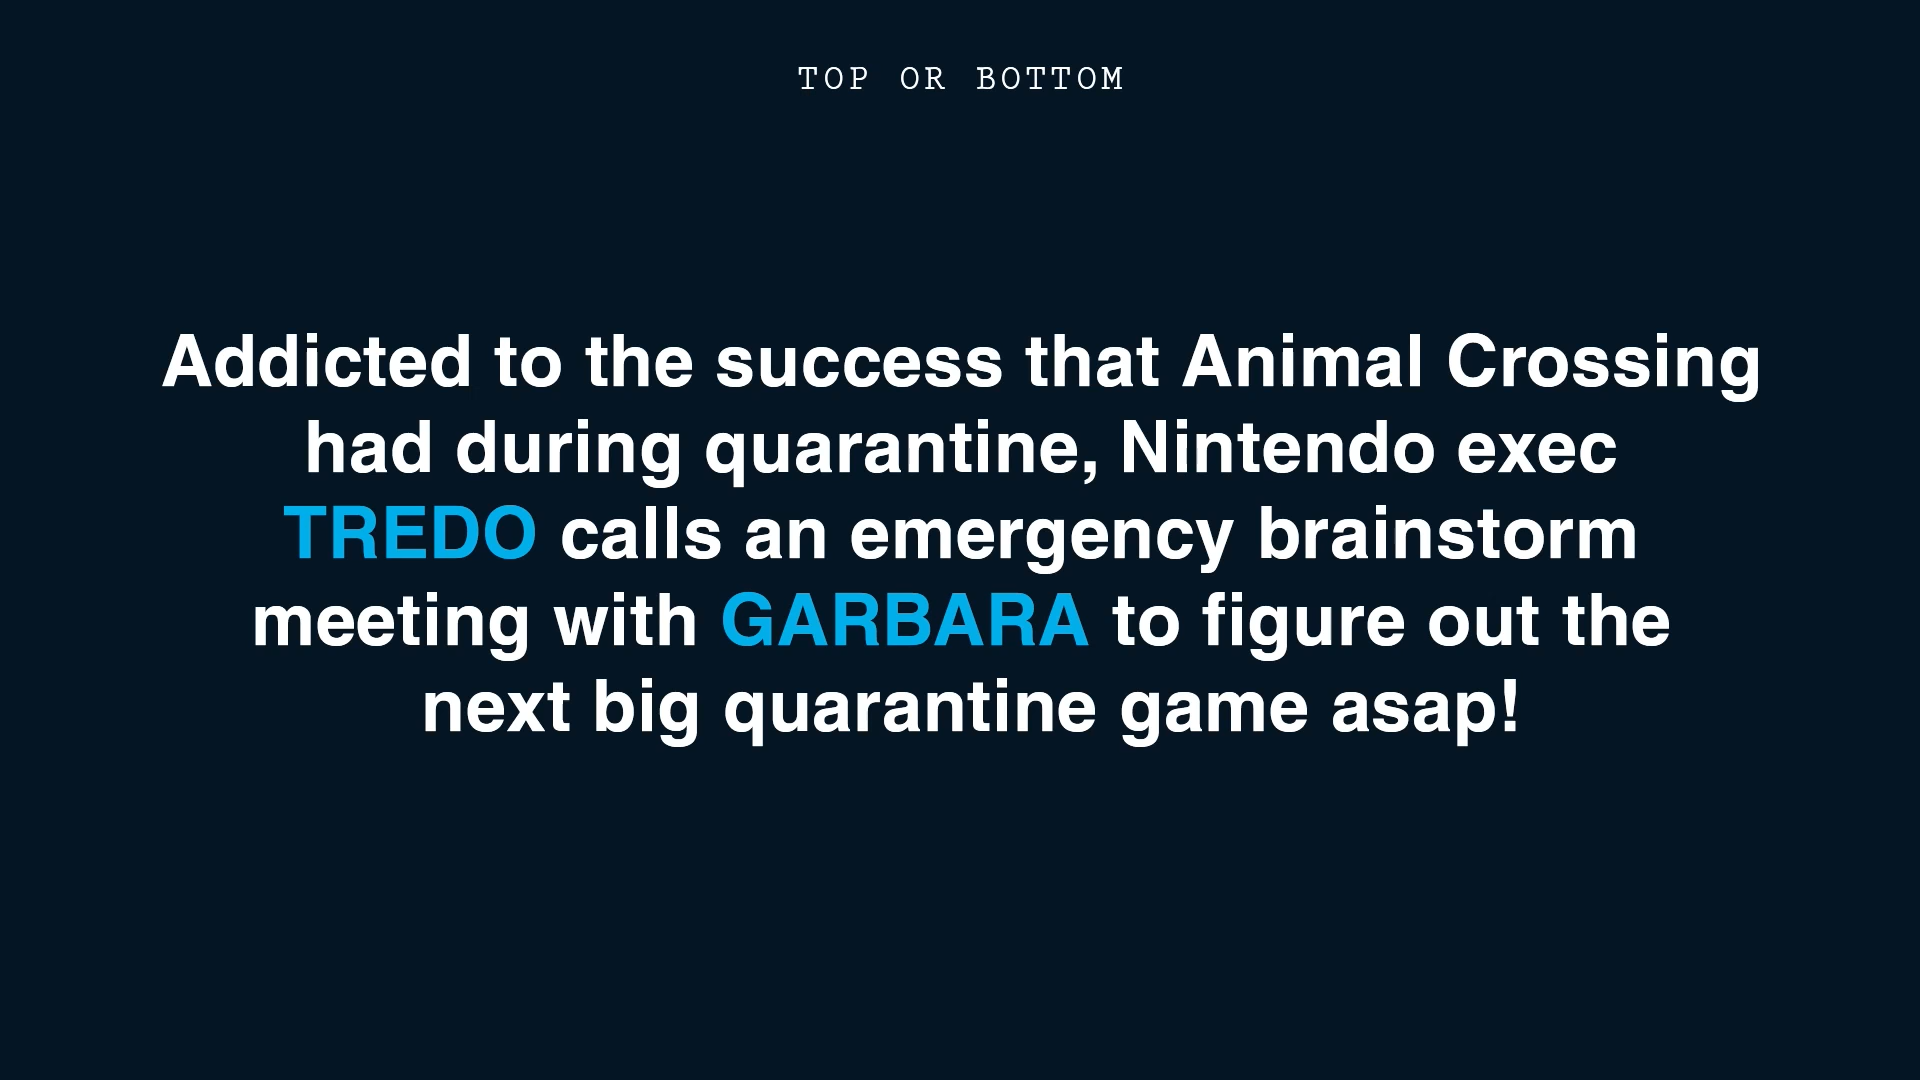 TOP OR BOTTOM
Addicted to the success that Animal Crossing
had during quarantine, Nintendo exec
TREDO calls an emergency brainstorm
meeting with GARBARA to figure out the
next big quarantine game asap!